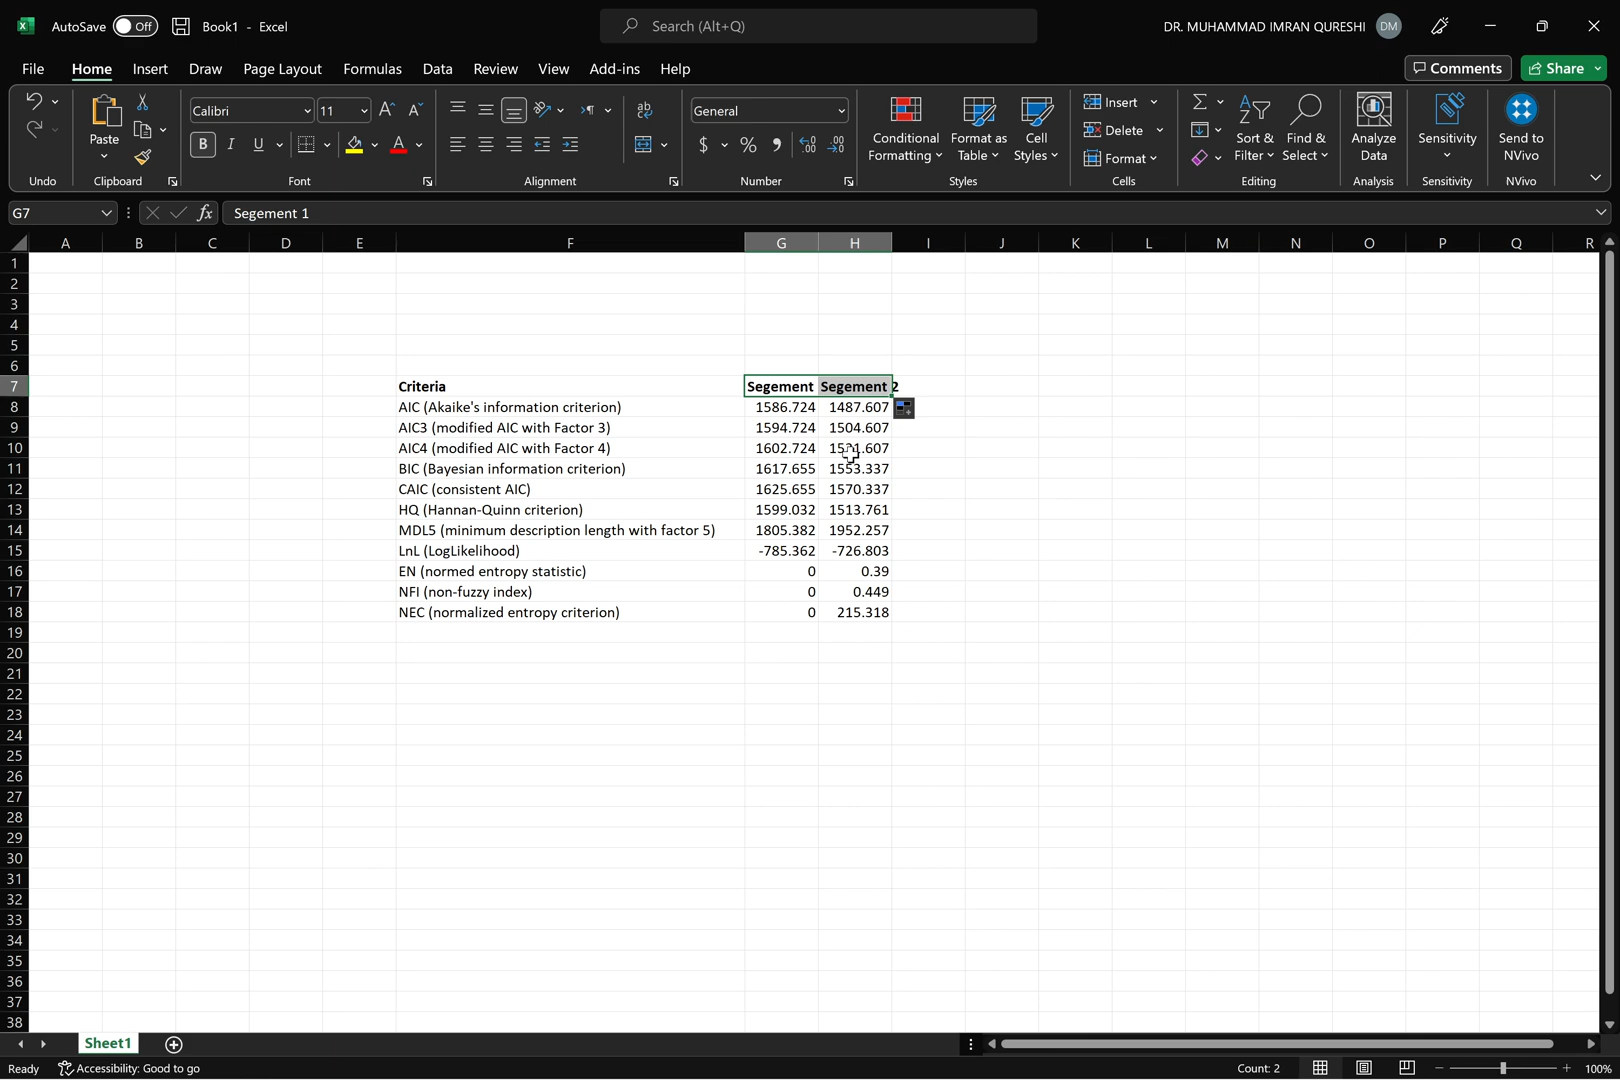 AutoSave Off Book1 - Excel Search (Alt+Q) DR. MUHAMMAD IMRAN QURESHI DM
File Home Insert Draw Page Layout Formulas Data Review View Add-ins Help Comments Share
Calibri 11 General Insert
Paste Conditional Formatting Format as Table Cell Styles Delete Sort & Filter Find & Select Analyze Data Sensitivity Send to NVivo
B I U A $ % Format
Undo Clipboard Font Alignment Number Styles Cells Editing Analysis Sensitivity NVivo
G7 fx Segement 1
A B C D E F G H I J K L M N O P Q R
1
2
3
4
5
6
7 Criteria Segement Segement 2
8 AIC (Akaike's information criterion) 1586.724 1487.607
9 AIC3 (modified AIC with Factor 3) 1594.724 1504.607
10 AIC4 (modified AIC with Factor 4) 1602.724
11 BIC (Bayesian information criterion) 1617.655 1553.337
12 CAIC (consistent AIC) 1625.655 1570.337
13 HQ (Hannan-Quinn criterion) 1599.032 1513.761
14 MDL5 (minimum description length with factor 5) 1805.382 1952.257
15 LnL (LogLikelihood) -785.362 -726.803
16 EN (normed entropy statistic) 0 0.39
17 NFI (non-fuzzy index) 0 0.449
18 NEC (normalized entropy criterion) 0 215.318
19
20
21
22
23
24
25
26
27
28
29
30
31
32
33
34
35
36
37
38
Sheet1
Ready Accessibility: Good to go Count: 2 100%